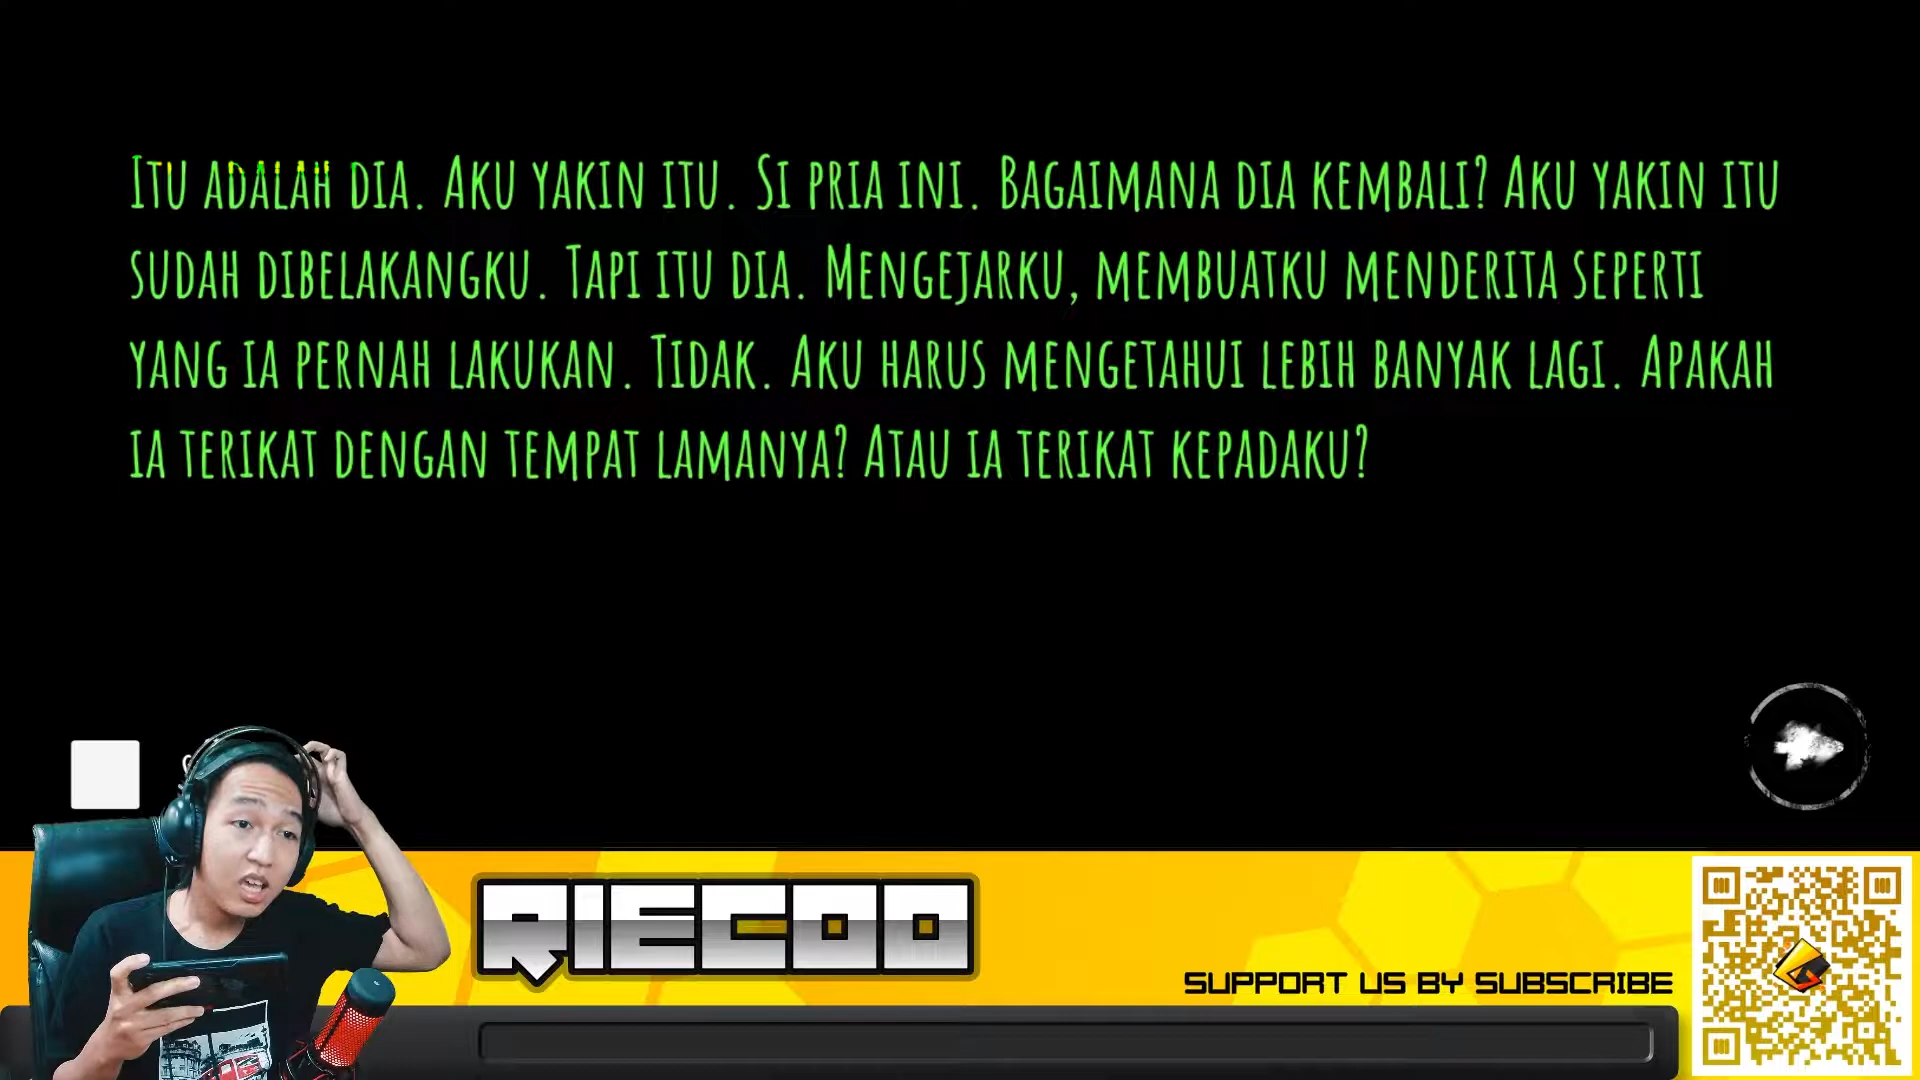 Itu adalah dia. Aku yakin itu. Si pria ini. Bagaimana dia kembali? Aku yakin itu
sudah dibelakangku. Tapi itu dia. Mengejarku, membuatku menderita seperti
yang ia pernah lakukan. Tidak. Aku harus mengetahui lebih banyak lagi. Apakah
ia terikat dengan tempat lamanya? Atau ia terikat kepadaku?
RIECOO
SUPPORT US BY SUBSCRIBE